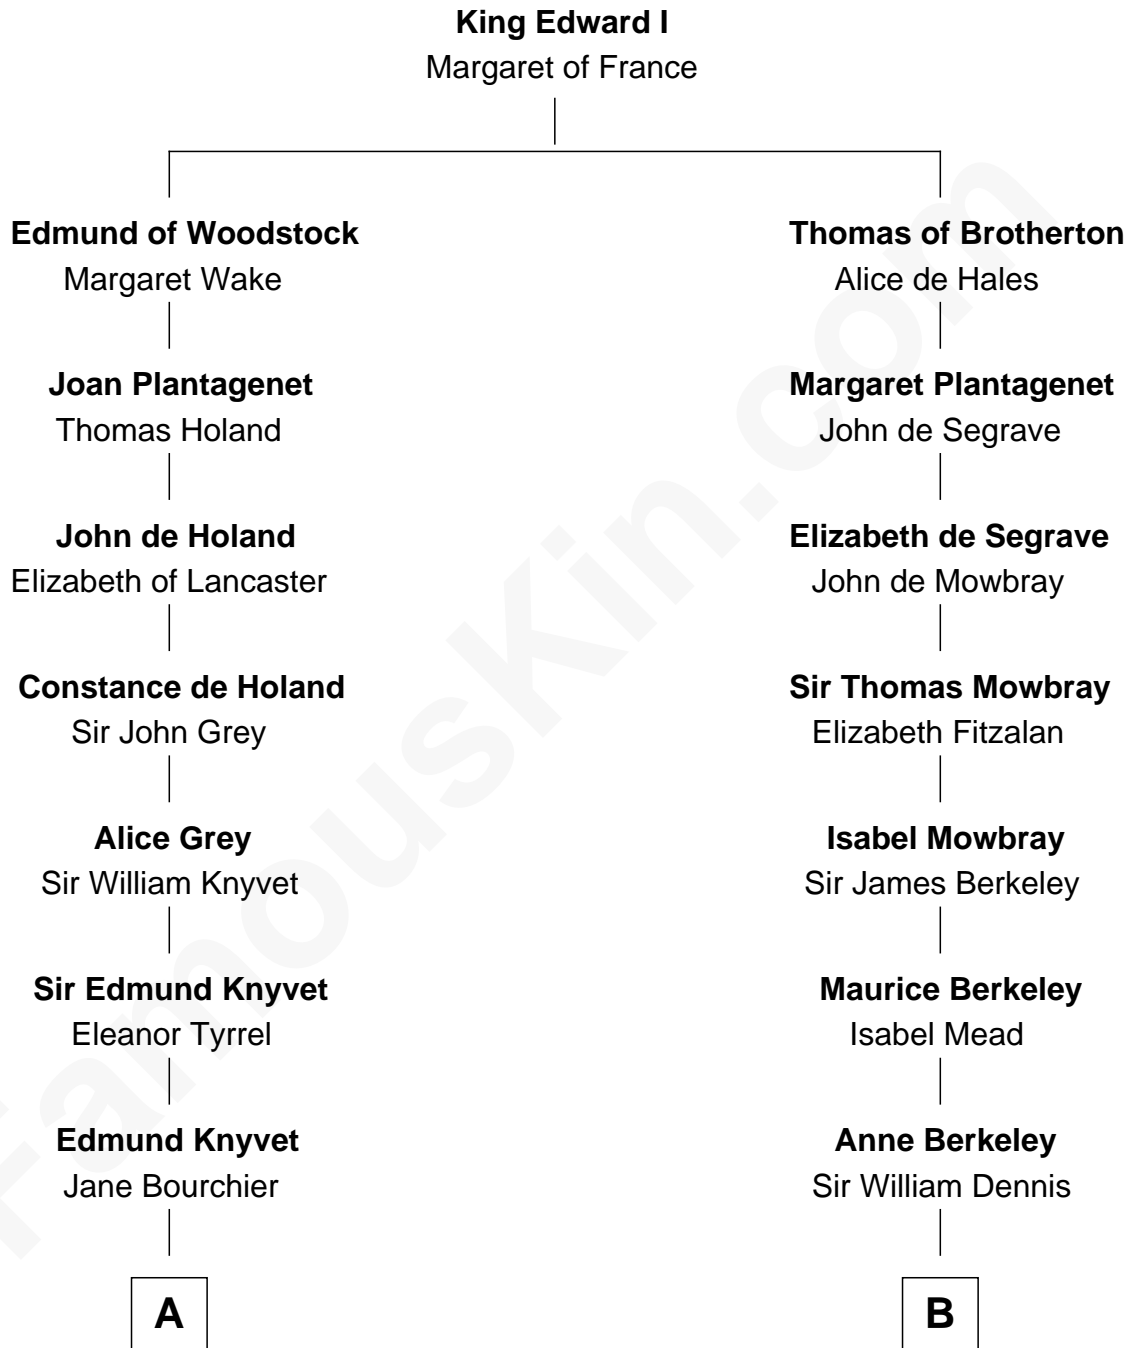 King Edward I
Margaret of France
Edmund of Woodstock
Margaret Wake
Thomas of Brotherton
Alice de Hales
Joan Plantagenet
Thomas Holand
Margaret Plantagenet
John de Segrave
John de Holand
Elizabeth of Lancaster
Elizabeth de Segrave
John de Mowbray
Constance de Holand
Sir John Grey
Sir Thomas Mowbray
Elizabeth Fitzalan
Alice Grey
Sir William Knyvet
Isabel Mowbray
Sir James Berkeley
Sir Edmund Knyvet
Eleanor Tyrrel
Maurice Berkeley
Isabel Mead
Edmund Knyvet
Jane Bourchier
Anne Berkeley
Sir William Dennis
A
B
FamousKin.com